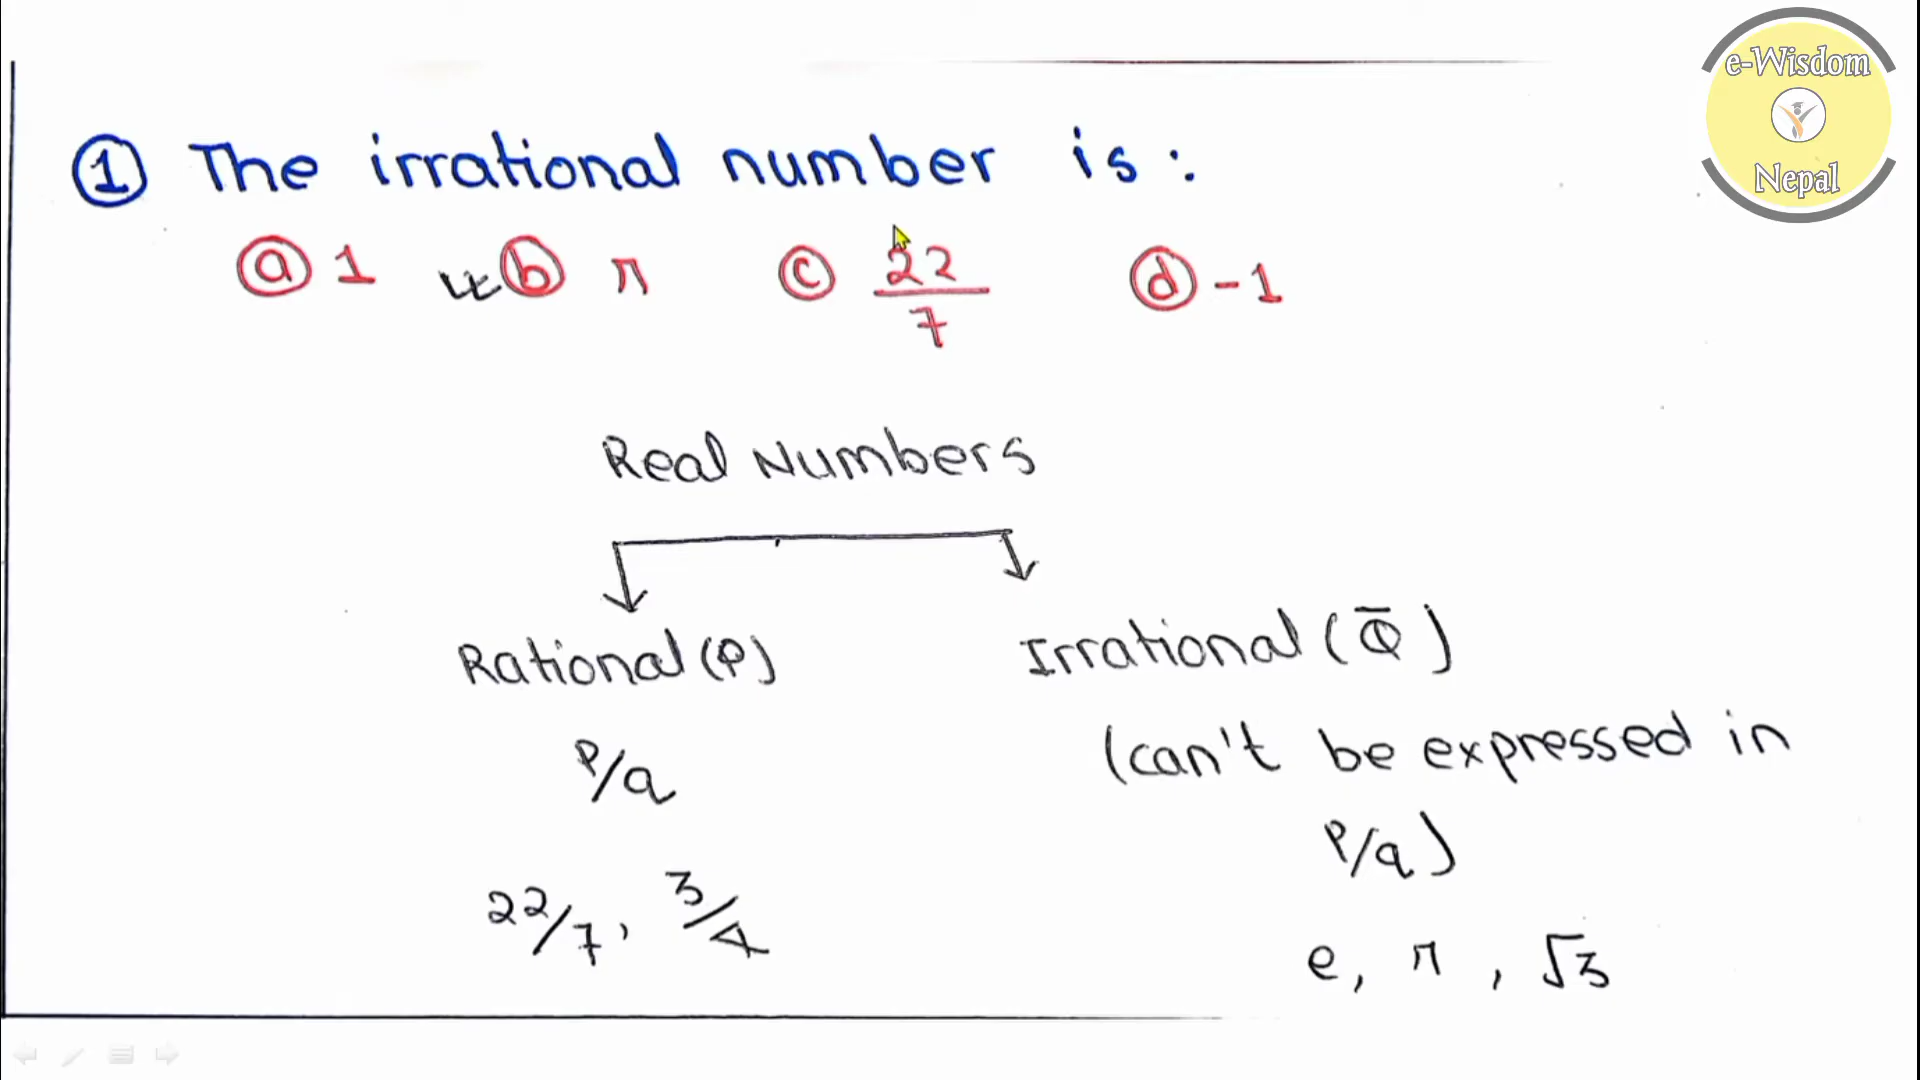 e-Wisdom
Nepal
① The irrational number is:
ⓐ 1 ⓑ π ⓒ 22/7 ⓓ -1
Real Numbers
Rational (Q)
Irrational (Q̅)
P/q
(can't be expressed in
P/q)
22/7, 3/4
e, π, √3